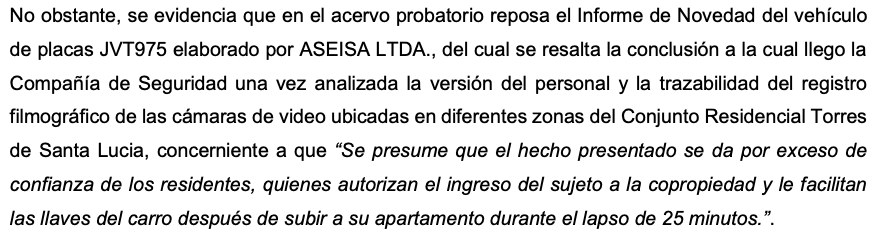 No obstante, se evidencia que en el acervo probatorio reposa el Informe de Novedad del vehículo
de placas JVT975 elaborado por ASEISA LTDA., del cual se resalta la conclusión a la cual llego la
Compañía de Seguridad una vez analizada la versión del personal y la trazabilidad del registro
filmográfico de las cámaras de video ubicadas en diferentes zonas del Conjunto Residencial Torres
de Santa Lucia, concerniente a que “Se presume que el hecho presentado se da por exceso de
confianza de los residentes, quienes autorizan el ingreso del sujeto a la copropiedad y le facilitan
las llaves del carro después de subir a su apartamento durante el lapso de 25 minutos.”.